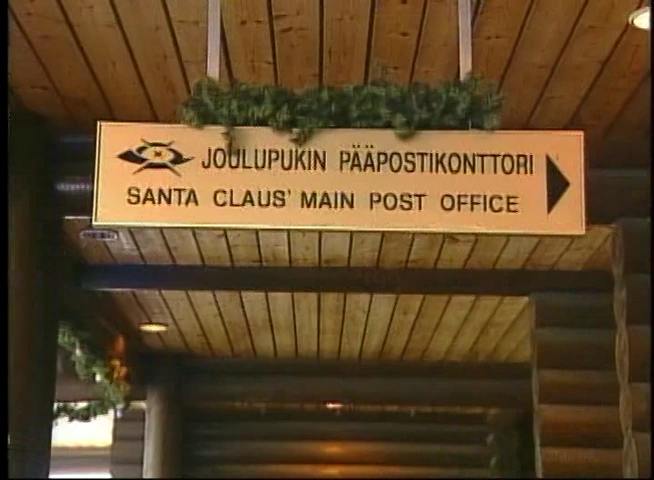 JOULUPUKIN PÄÄPOSTIKONTTORI
SANTA CLAUS' MAIN POST OFFICE